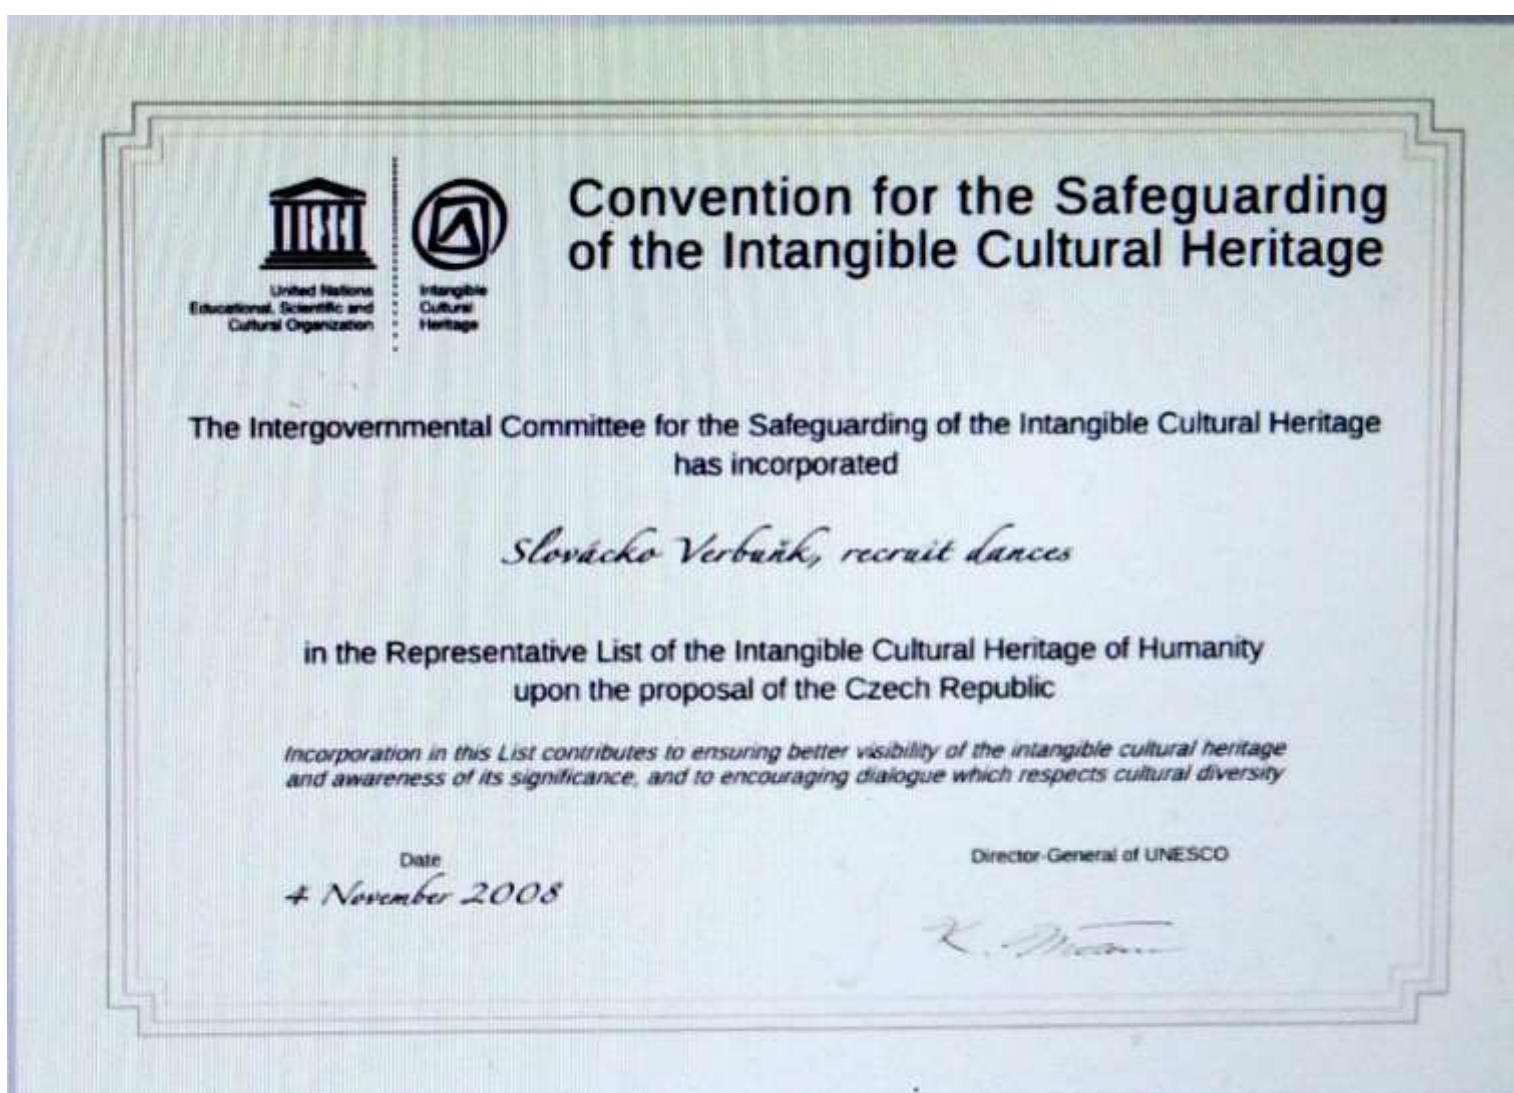 Convention for the Safeguarding
of the Intangible Cultural Heritage
United Nations
Educational, Scientific and
Cultural Organization
Intangible
Cultural
Heritage
The Intergovernmental Committee for the Safeguarding of the Intangible Cultural Heritage
has incorporated
Slovácko Verbuňk, recruit dances
in the Representative List of the Intangible Cultural Heritage of Humanity
upon the proposal of the Czech Republic
Incorporation in this List contributes to ensuring better visibility of the intangible cultural heritage
and awareness of its significance, and to encouraging dialogue which respects cultural diversity
Date
4 November 2008
Director-General of UNESCO
K.